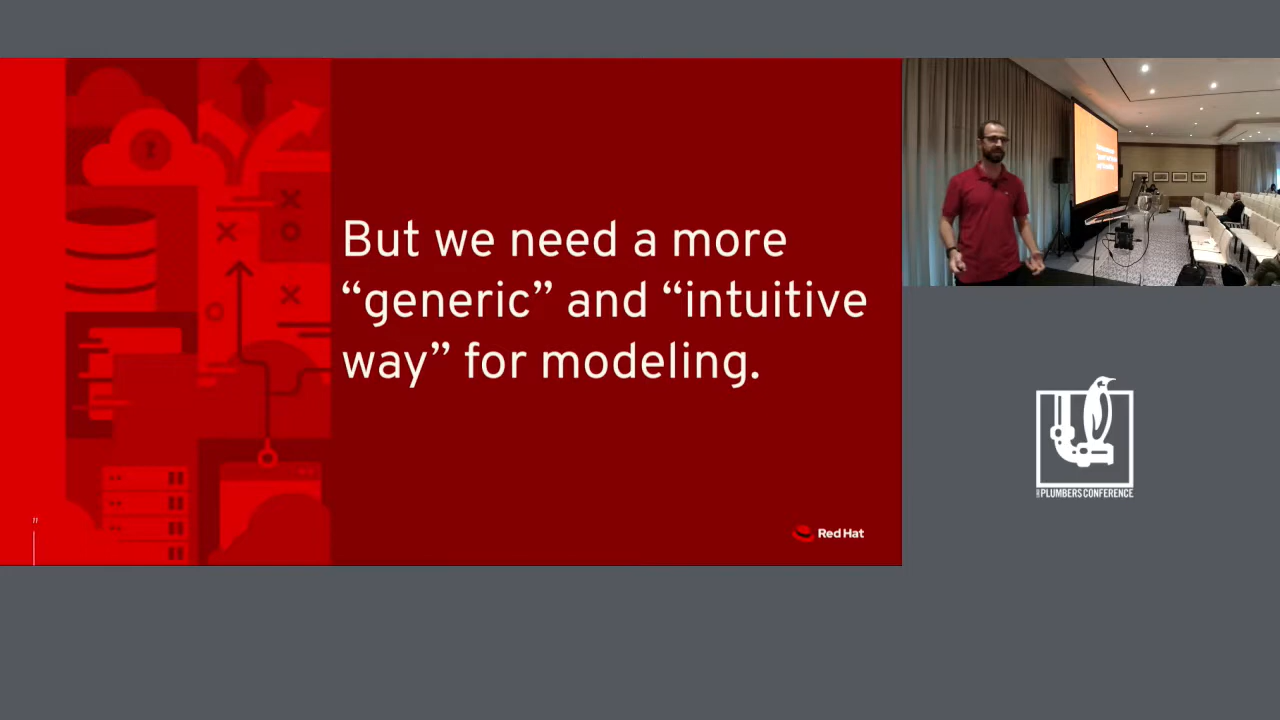 But we need a more
“generic” and “intuitive
way” for modeling.
Red Hat
PLUMBERS CONFERENCE